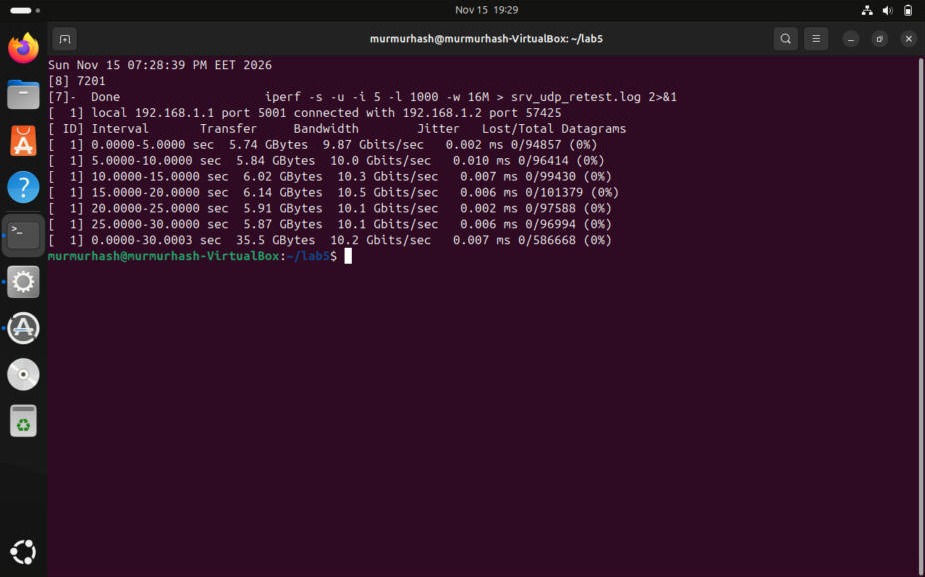 Nov 15 19:29
murmurhash@murmurhash-VirtualBox: ~/lab5
Sun Nov 15 07:28:39 PM EET 2026
[8] 7201
[7]-  Done                    iperf -s -u -i 5 -l 1000 -w 16M > srv_udp_retest.log 2>&1
[  1] local 192.168.1.1 port 5001 connected with 192.168.1.2 port 57425
[ ID] Interval       Transfer     Bandwidth        Jitter   Lost/Total Datagrams
[  1] 0.0000-5.0000 sec  5.74 GBytes  9.87 Gbits/sec   0.002 ms 0/94857 (0%)
[  1] 5.0000-10.0000 sec  5.84 GBytes  10.0 Gbits/sec   0.010 ms 0/96414 (0%)
[  1] 10.0000-15.0000 sec  6.02 GBytes  10.3 Gbits/sec   0.007 ms 0/99430 (0%)
[  1] 15.0000-20.0000 sec  6.14 GBytes  10.5 Gbits/sec   0.006 ms 0/101379 (0%)
[  1] 20.0000-25.0000 sec  5.91 GBytes  10.1 Gbits/sec   0.002 ms 0/97588 (0%)
[  1] 25.0000-30.0000 sec  5.87 GBytes  10.1 Gbits/sec   0.006 ms 0/96994 (0%)
[  1] 0.0000-30.0003 sec  35.5 GBytes  10.2 Gbits/sec   0.007 ms 0/586668 (0%)
murmurhash@murmurhash-VirtualBox:~/lab5$